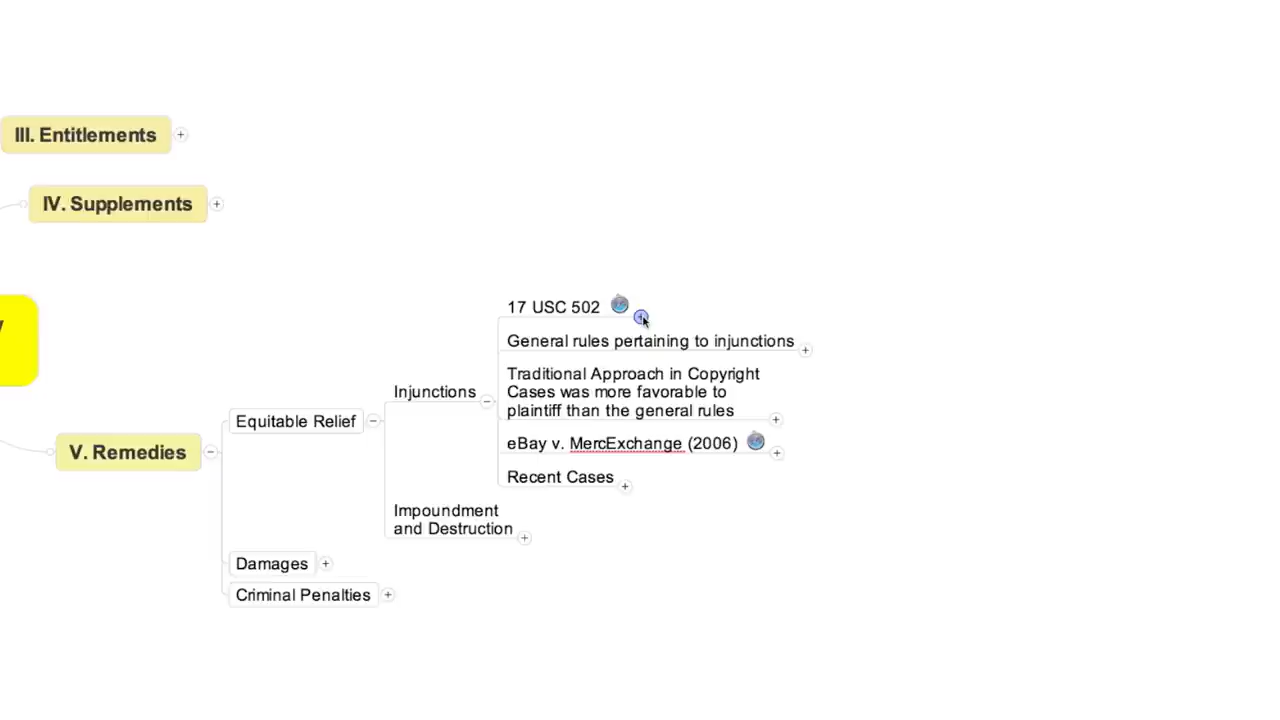 III. Entitlements
IV. Supplements
17 USC 502
General rules pertaining to injunctions
Traditional Approach in Copyright
Cases was more favorable to
plaintiff than the general rules
Injunctions
Equitable Relief
eBay v. MercExchange (2006)
V. Remedies
Recent Cases
Impoundment
and Destruction
Damages
Criminal Penalties